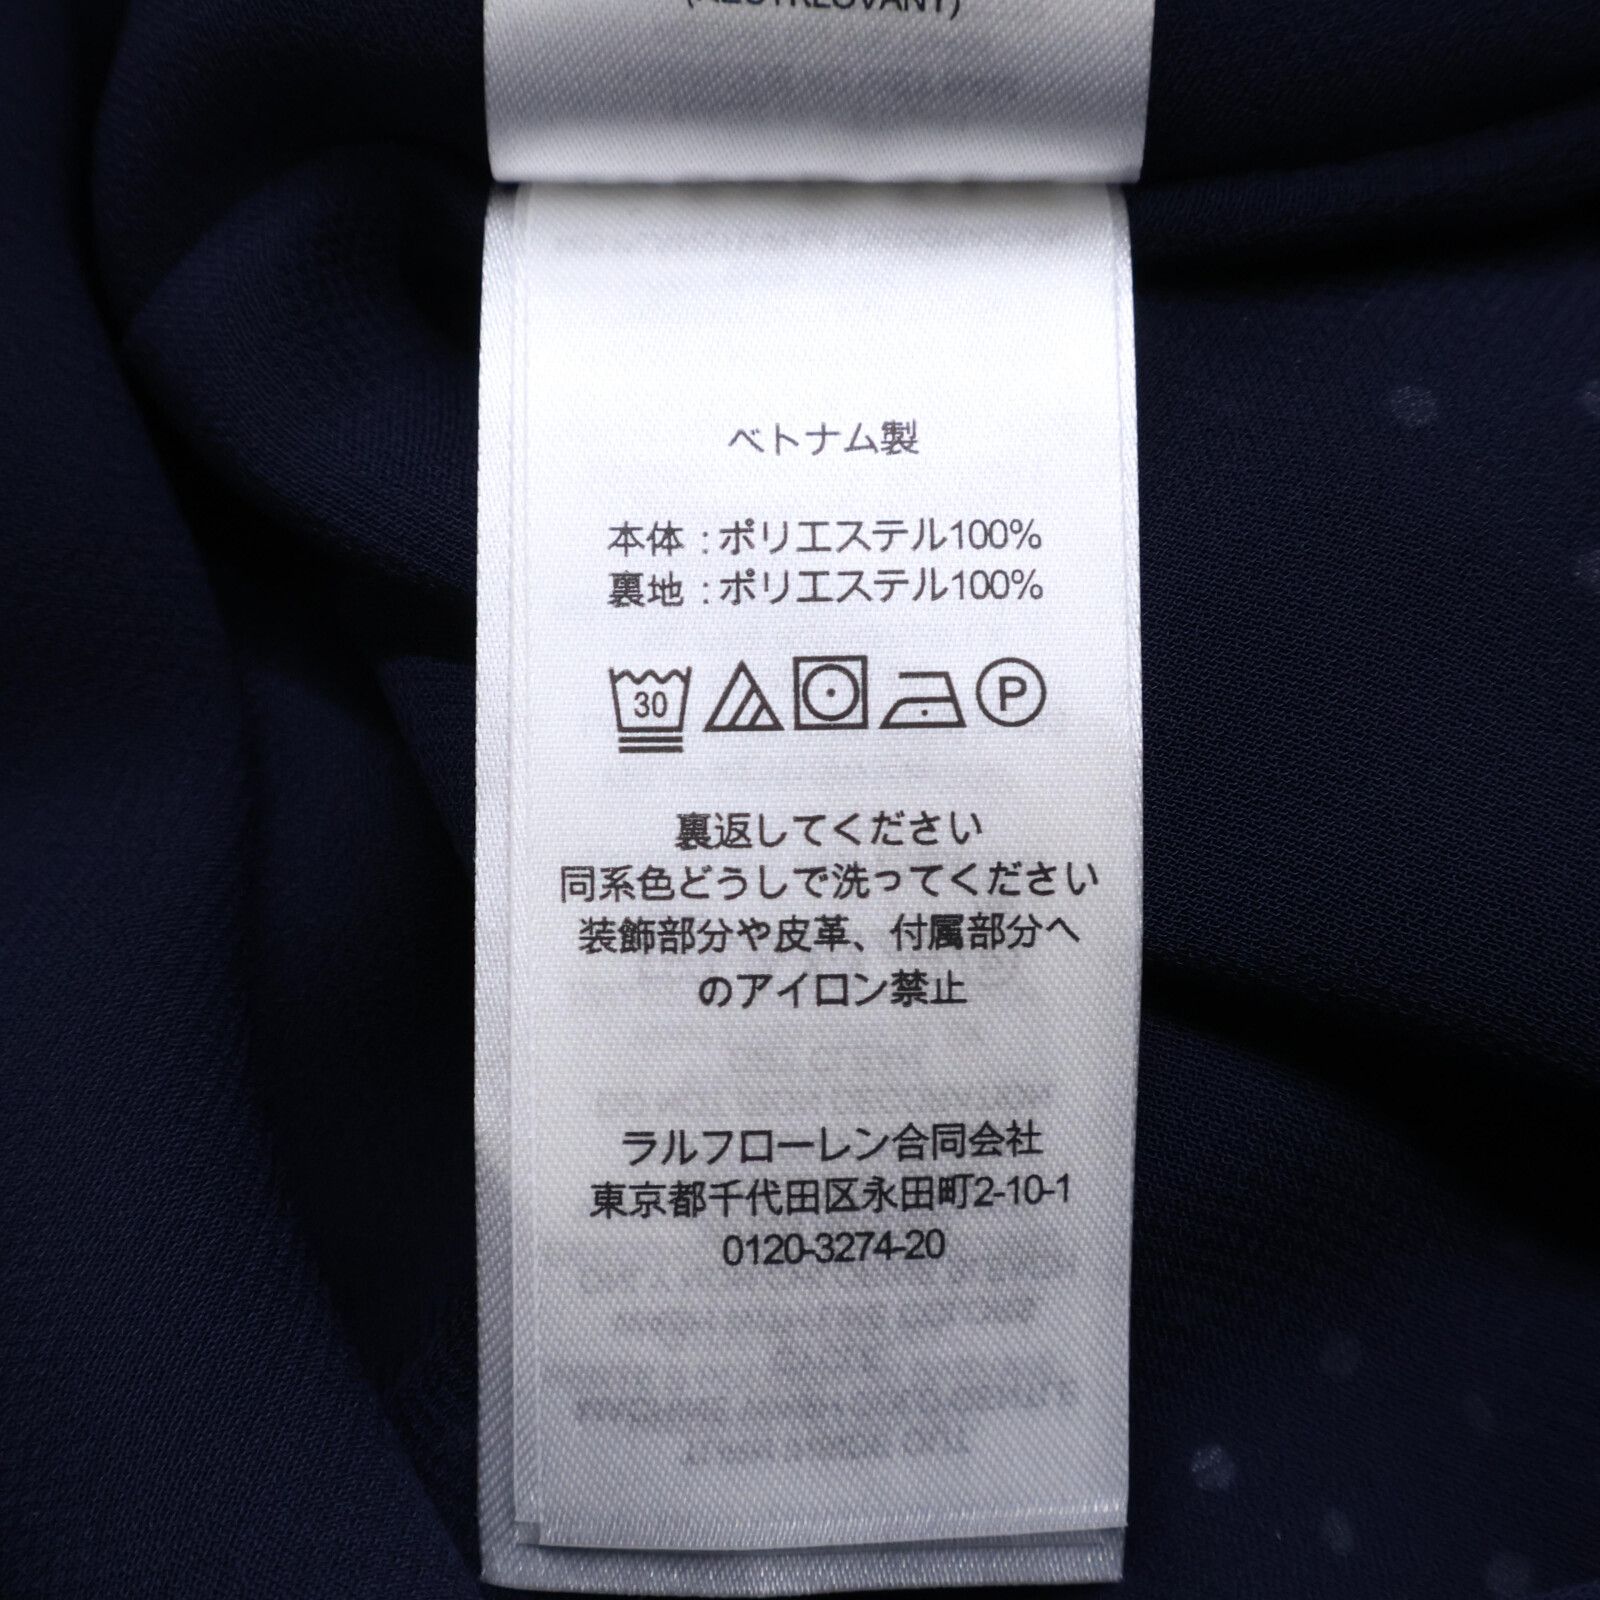 ベトナム製
本体 : ポリエステル100%
裏地 : ポリエステル100%
30
P
裏返してください
同系色どうしで洗ってください
装飾部分や皮革、付属部分へ
のアイロン禁止
ラルフローレン合同会社
東京都千代田区永田町2-10-1
0120-3274-20